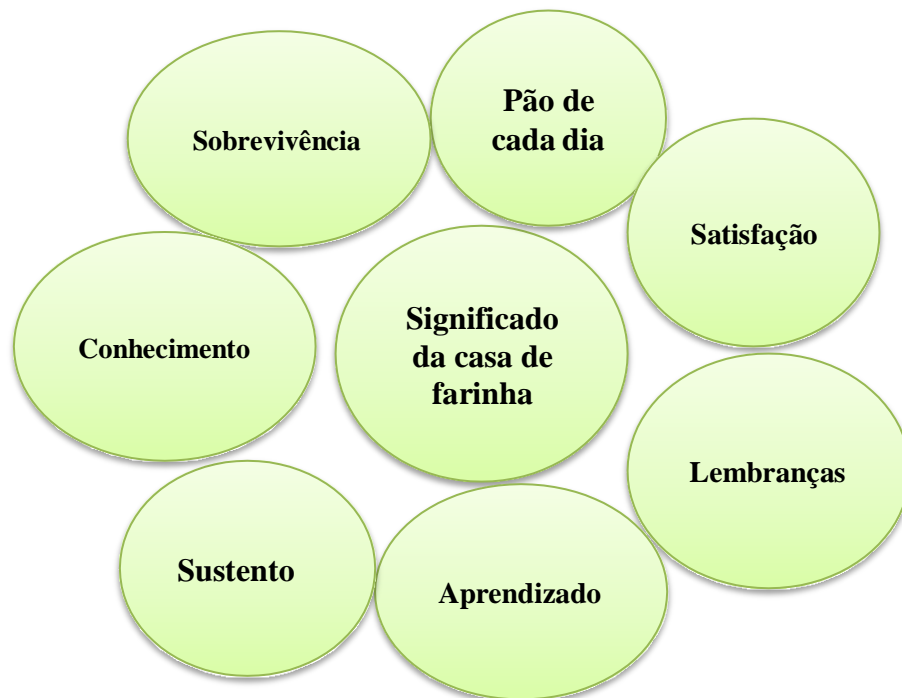 Pão de
cada dia
Sobrevivência
Satisfação
Significado
da casa de
farinha
Conhecimento
Lembranças
Sustento
Aprendizado